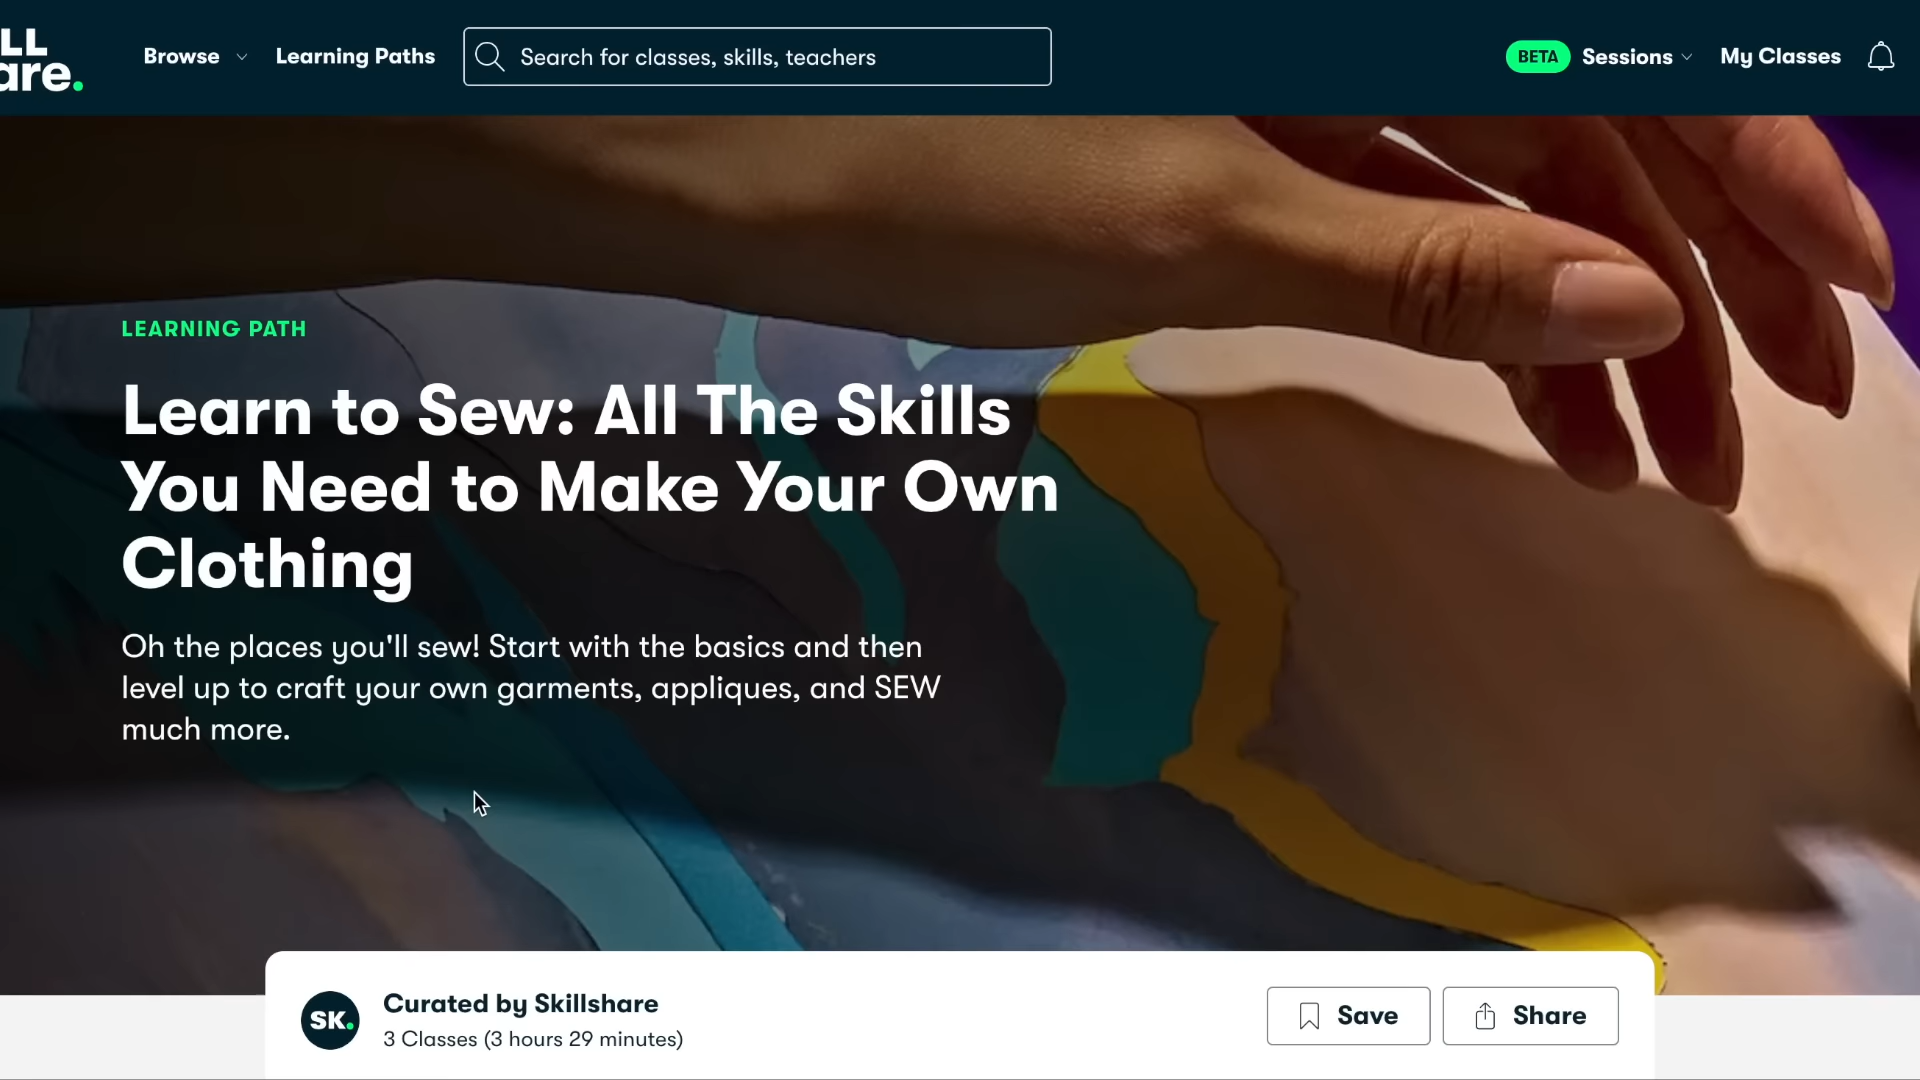 LL
are.
Browse
Learning Paths
Search for classes, skills, teachers
BETA
Sessions
My Classes
LEARNING PATH
Learn to Sew: All The Skills
You Need to Make Your Own
Clothing
Oh the places you'll sew! Start with the basics and then
level up to craft your own garments, appliques, and SEW
much more.
SK.
Curated by Skillshare
3 Classes (3 hours 29 minutes)
Save
Share